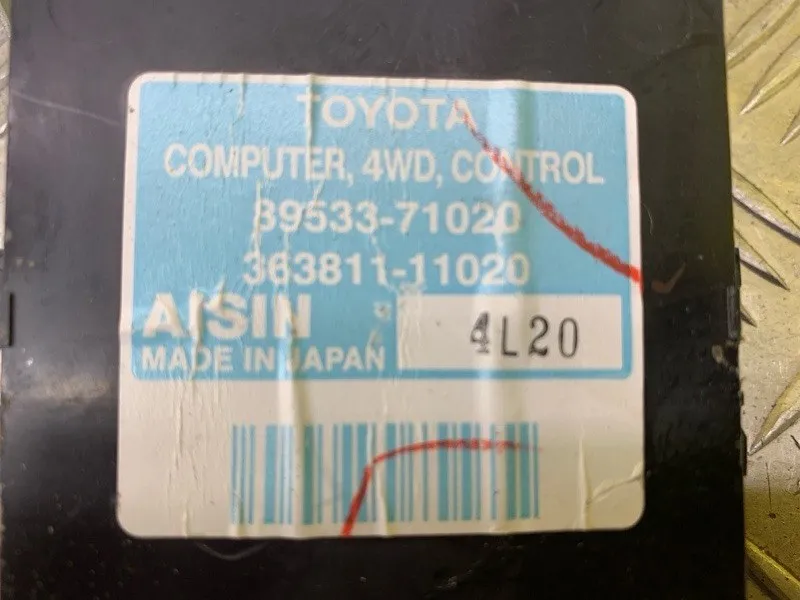 TOYOTA
COMPUTER, 4WD, CONTROL
89533-71020
363811-11020
AISIN
MADE IN JAPAN
4L20